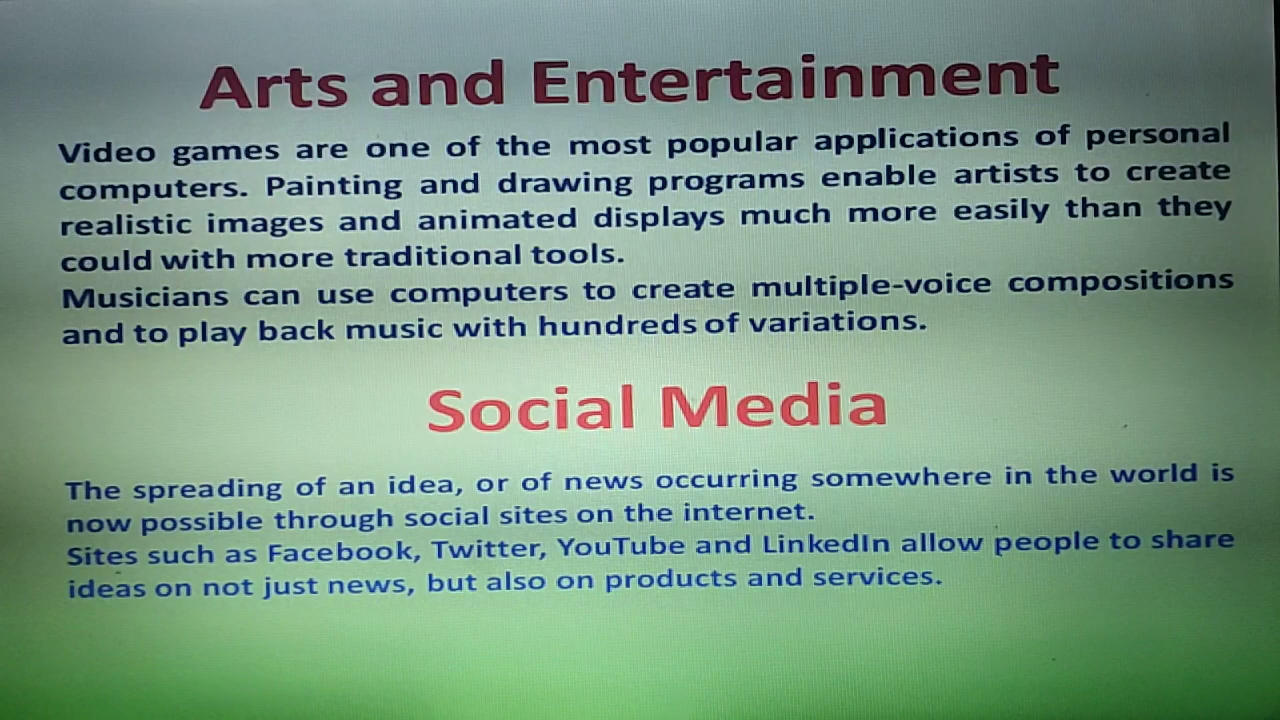 Arts and Entertainment
Video games are one of the most popular applications of personal
computers. Painting and drawing programs enable artists to create
realistic images and animated displays much more easily than they
could with more traditional tools.
Musicians can use computers to create multiple-voice compositions
and to play back music with hundreds of variations.
Social Media
The spreading of an idea, or of news occurring somewhere in the world is
now possible through social sites on the internet.
Sites such as Facebook, Twitter, YouTube and LinkedIn allow people to share
ideas on not just news, but also on products and services.